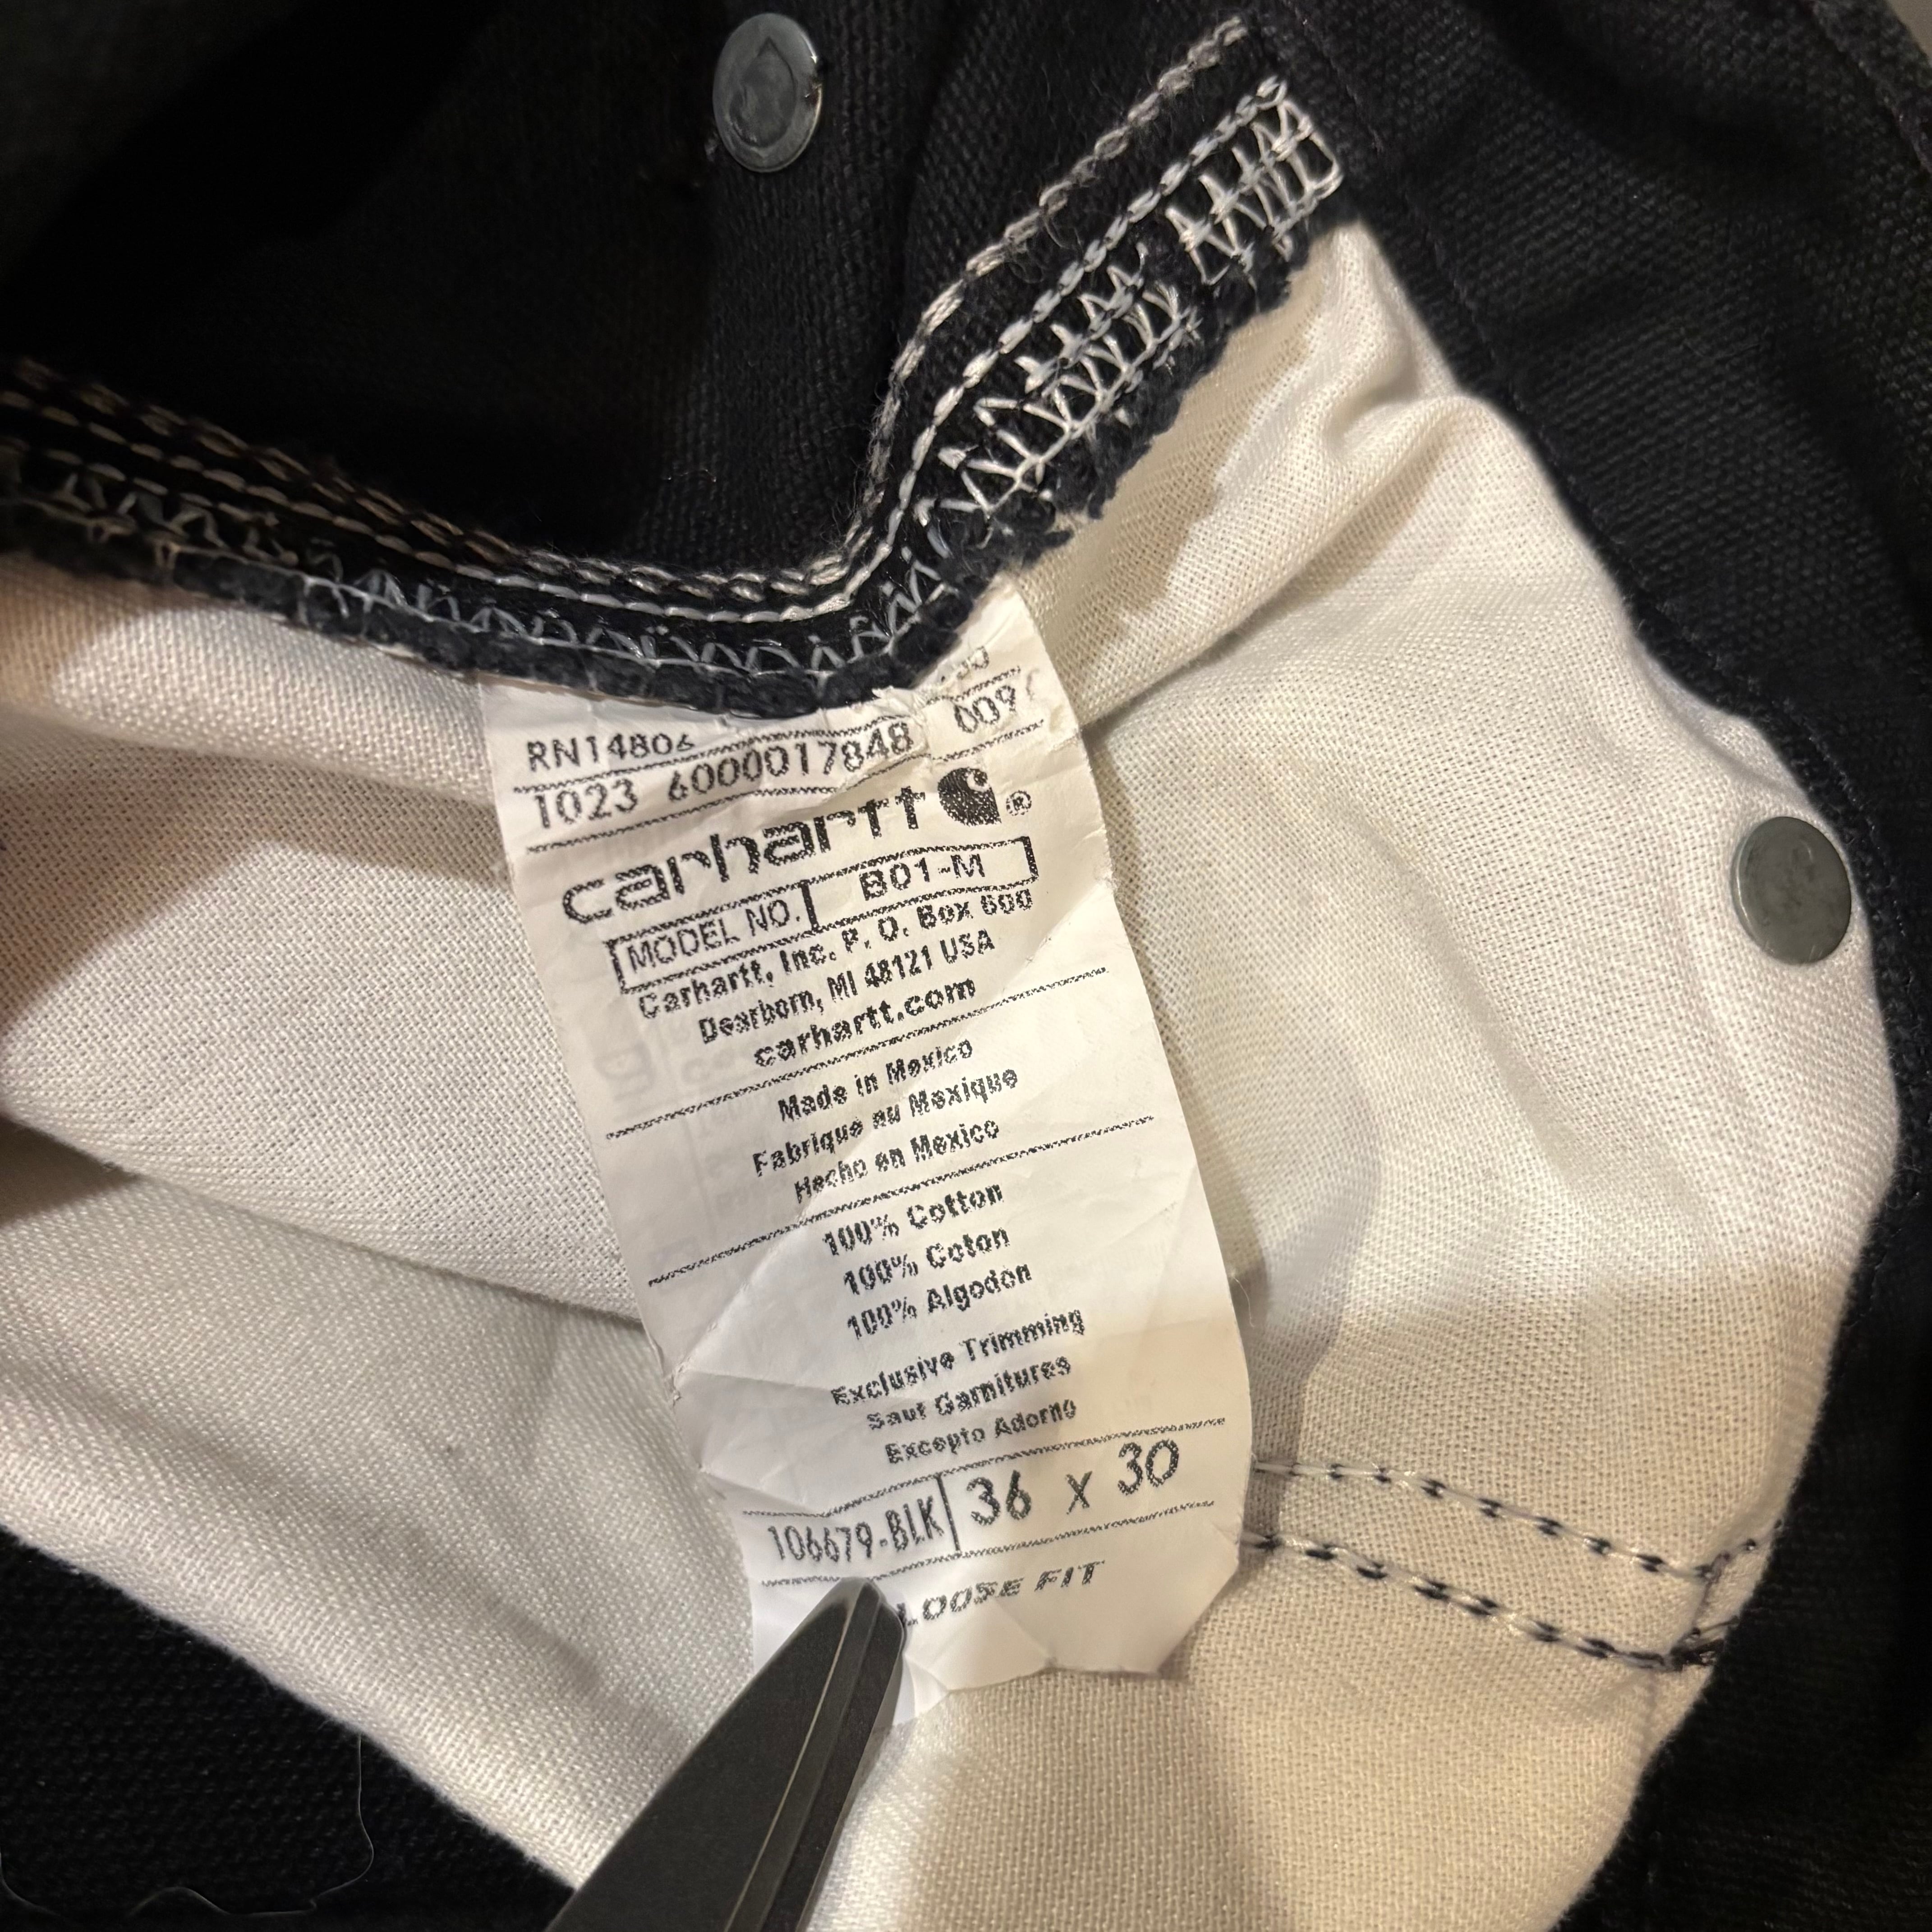 RN14806
1023 6000017848 009
carhartt ®
MODEL NO. B01-M
Carhartt, Inc. P. O. Box 600
Dearborn, MI 48121 USA
carhartt.com
Made in Mexico
Fabrique au Mexique
Hecho en Mexico
100% Cotton
100% Coton
100% Algodon
Exclusive Trimming
Sauf Garnitures
Excepto Adorno
106679-BLK 36 x 30
LOOSE FIT